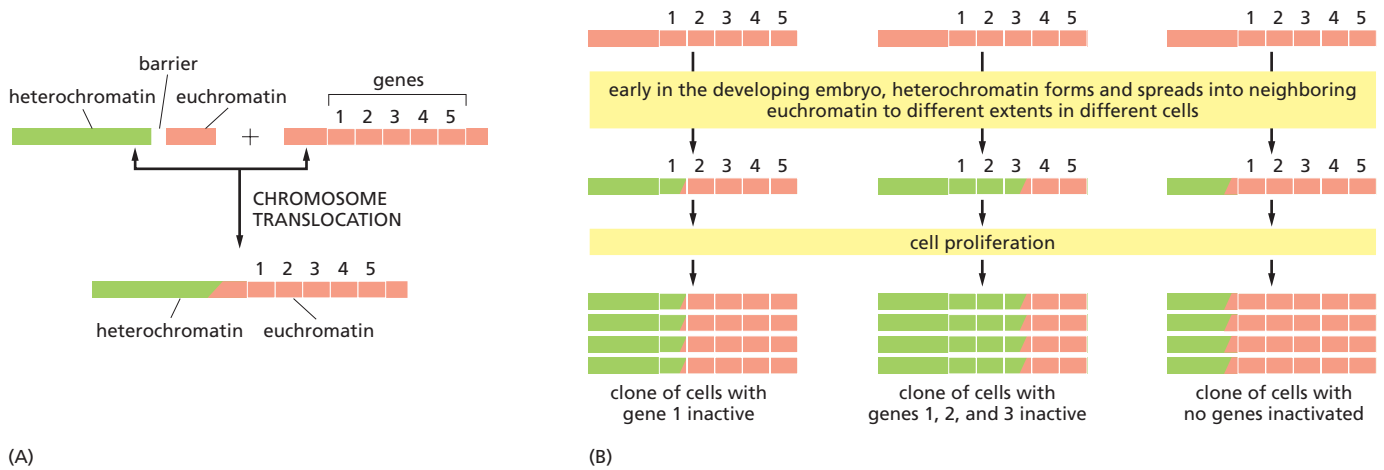 barrier
heterochromatin euchromatin
genes
1 2 3 4 5
+
CHROMOSOME
TRANSLOCATION
1 2 3 4 5
heterochromatin euchromatin
(A)
1 2 3 4 5 1 2 3 4 5 1 2 3 4 5
early in the developing embryo, heterochromatin forms and spreads into neighboring
euchromatin to different extents in different cells
1 2 3 4 5 1 2 3 4 5 1 2 3 4 5
cell proliferation
clone of cells with
gene 1 inactive
clone of cells with
genes 1, 2, and 3 inactive
clone of cells with
no genes inactivated
(B)